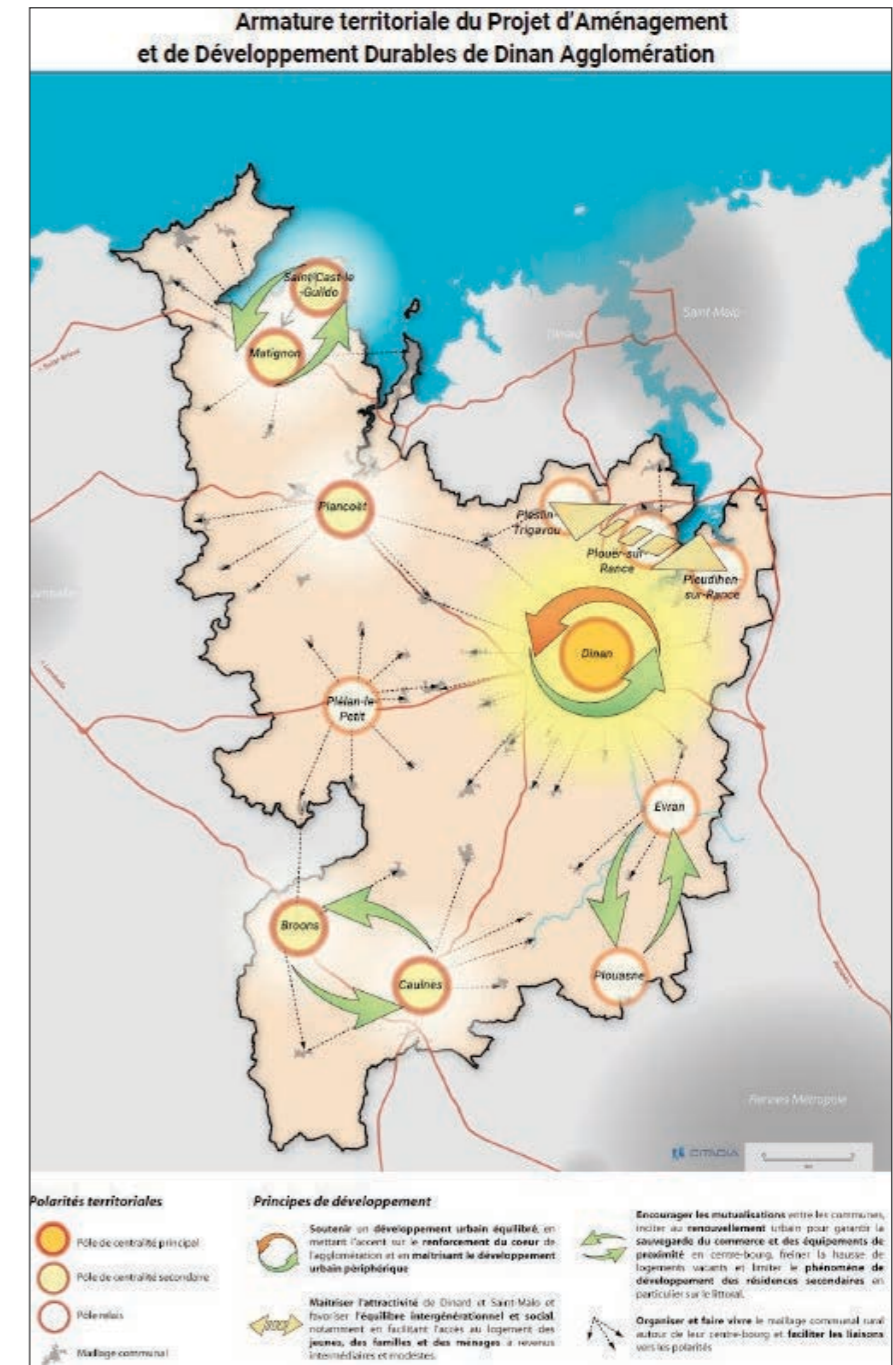 Armature territoriale du Projet d'Aménagement
et de Développement Durables de Dinan Agglomération
Saint-Cast-le
-Guildo
Matignon
Saint-Malo
Dinard
Plancoët
Pleslin-
Trigavou
Plouër-sur-
Rance
Pleudihen-
sur-Rance
Dinan
Plélan-le-
Petit
Evran
Broons
Caulnes
Plouasne
Rennes Métropole
CITADIA
Polarités territoriales
Pôle de centralité principal
Pôle de centralité secondaire
Pôle relais
Maillage communal
Principes de développement
Soutenir un développement urbain équilibré, en
mettant l'accent sur le renforcement du coeur de
l'agglomération et en maîtrisant le développement
urbain périphérique
Maîtriser l'attractivité de Dinard et Saint-Malo et
favoriser l'équilibre intergénérationnel et social,
notamment en facilitant l'accès au logement des
jeunes, des familles et des ménages à revenus
intermédiaires et modestes.
Encourager les mutualisations entre les communes,
inciter au renouvellement urbain pour garantir la
sauvegarde du commerce et des équipements de
proximité en centre-bourg, freiner la hausse de
logements vacants et limiter le phénomène de
développement des résidences secondaires en
particulier sur le littoral.
Organiser et faire vivre le maillage communal rural
autour de leur centre-bourg et faciliter les liaisons
vers les polarités